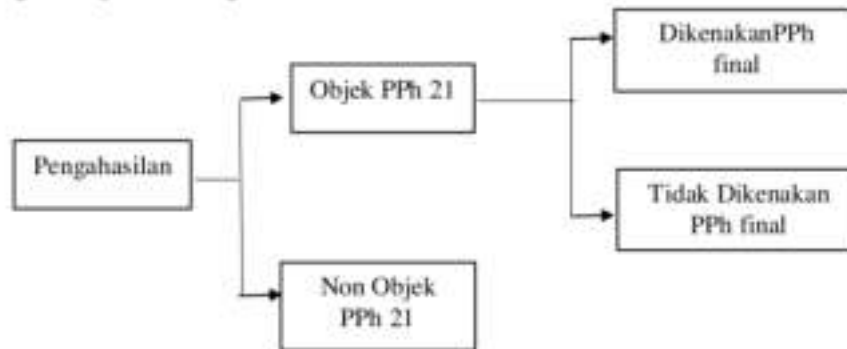 Pengahasilan
Objek PPh 21
Non Objek
PPh 21
DikenakanPPh
final
Tidak Dikenakan
PPh final